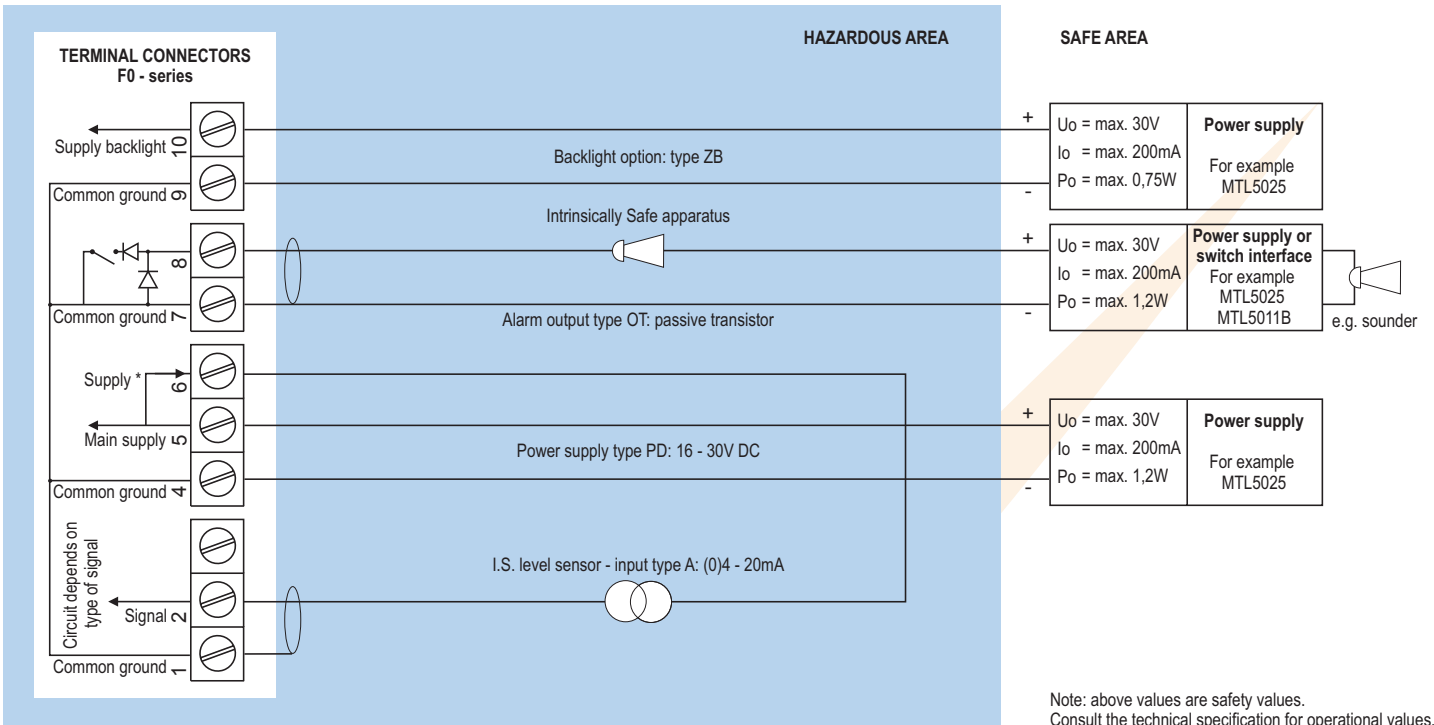 HAZARDOUS AREA
SAFE AREA
TERMINAL CONNECTORS
F0 - series
Supply backlight
10
Common ground
9
Backlight option: type ZB
+
-
Uo = max. 30V
Io = max. 200mA
Po = max. 0,75W
Power supply
For example
MTL5025
8
Common ground
7
Intrinsically Safe apparatus
Alarm output type OT: passive transistor
+
-
Uo = max. 30V
Io = max. 200mA
Po = max. 1,2W
Power supply or
switch interface
For example
MTL5025
MTL5011B
e.g. sounder
Supply *
6
Main supply
5
Common ground
4
Power supply type PD: 16 - 30V DC
+
-
Uo = max. 30V
Io = max. 200mA
Po = max. 1,2W
Power supply
For example
MTL5025
Circuit depends on
type of signal
Signal
2
Common ground
1
I.S. level sensor - input type A: (0)4 - 20mA
Note: above values are safety values.
Consult the technical specification for operational values.